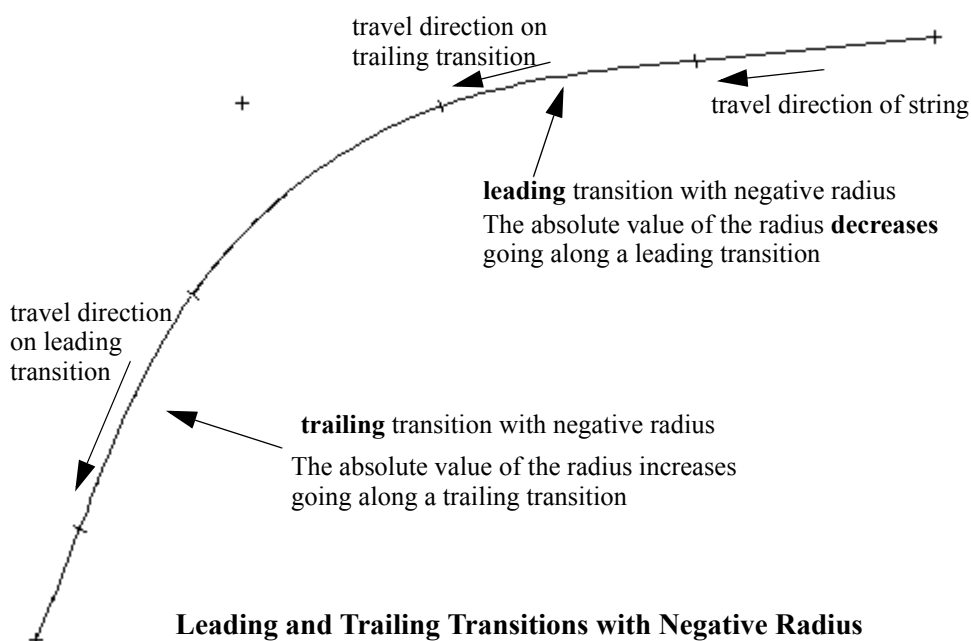 travel direction on
trailing transition
travel direction of string
leading transition with negative radius
The absolute value of the radius decreases
going along a leading transition
travel direction
on leading
transition
trailing transition with negative radius
The absolute value of the radius increases
going along a trailing transition
Leading and Trailing Transitions with Negative Radius